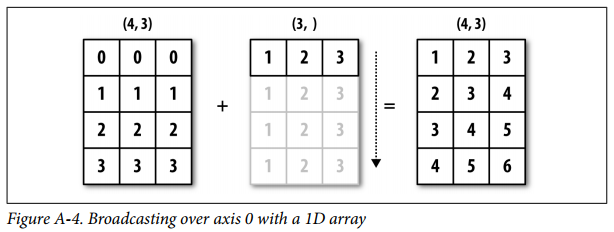 (4, 3) (3, ) (4, 3)
0 0 0 1 2 3 1 2 3
1 1 1 1 2 3 2 3 4
+ =
2 2 2 1 2 3 3 4 5
3 3 3 1 2 3 4 5 6
Figure A-4. Broadcasting over axis 0 with a 1D array